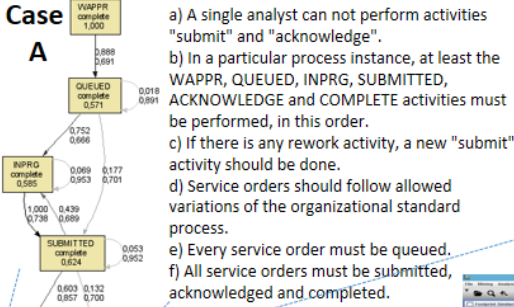 Case
A
WAPPR
complete
1,000
0,888
0,691
QUEUED
complete
0,571
0,018
0,891
0,752
0,666
INPRG
complete
0,585
0,069
0,953
0,177
0,701
1,000
0,738
0,439
0,689
SUBMITTED
complete
0,624
0,053
0,952
0,603
0,857
0,132
0,700
a) A single analyst can not perform activities
"submit" and "acknowledge".
b) In a particular process instance, at least the
WAPPR, QUEUED, INPRG, SUBMITTED,
ACKNOWLEDGE and COMPLETE activities must
be performed, in this order.
c) If there is any rework activity, a new "submit"
activity should be done.
d) Service orders should follow allowed
variations of the organizational standard
process.
e) Every service order must be queued.
f) All service orders must be submitted,
acknowledged and completed.